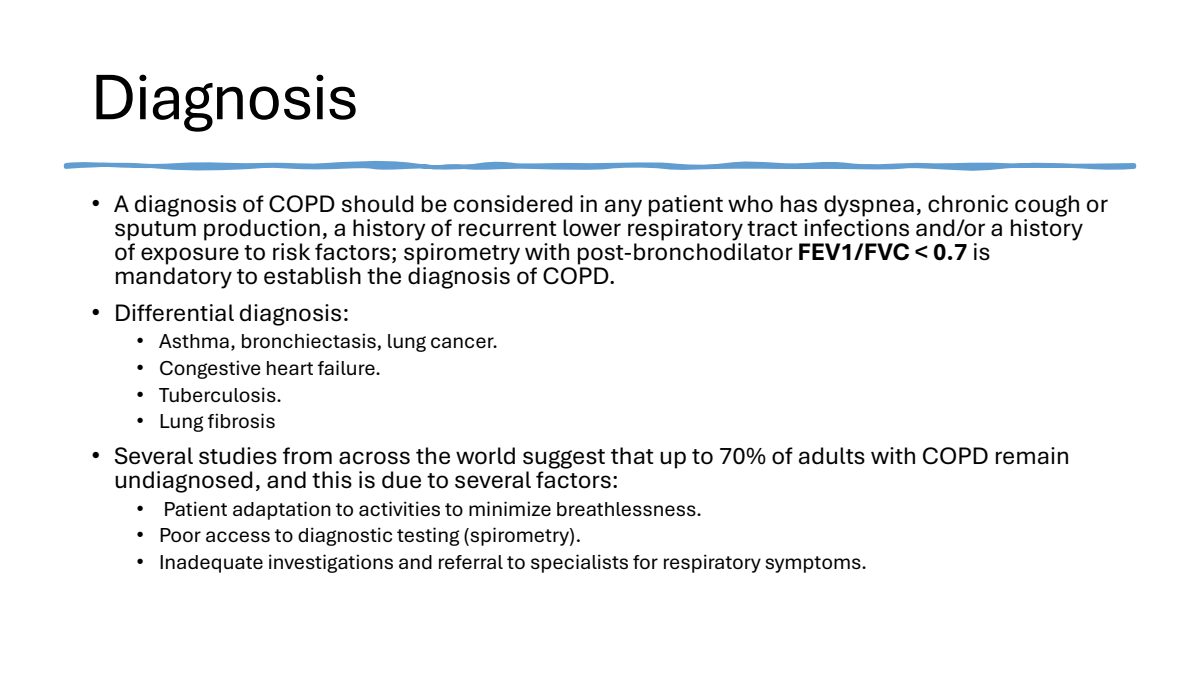 Diagnosis
• A diagnosis of COPD should be considered in any patient who has dyspnea, chronic cough or
sputum production, a history of recurrent lower respiratory tract infections and/or a history
of exposure to risk factors; spirometry with post-bronchodilator FEV1/FVC < 0.7 is
mandatory to establish the diagnosis of COPD.
• Differential diagnosis:
• Asthma, bronchiectasis, lung cancer.
• Congestive heart failure.
• Tuberculosis.
• Lung fibrosis
• Several studies from across the world suggest that up to 70% of adults with COPD remain
undiagnosed, and this is due to several factors:
• Patient adaptation to activities to minimize breathlessness.
• Poor access to diagnostic testing (spirometry).
• Inadequate investigations and referral to specialists for respiratory symptoms.